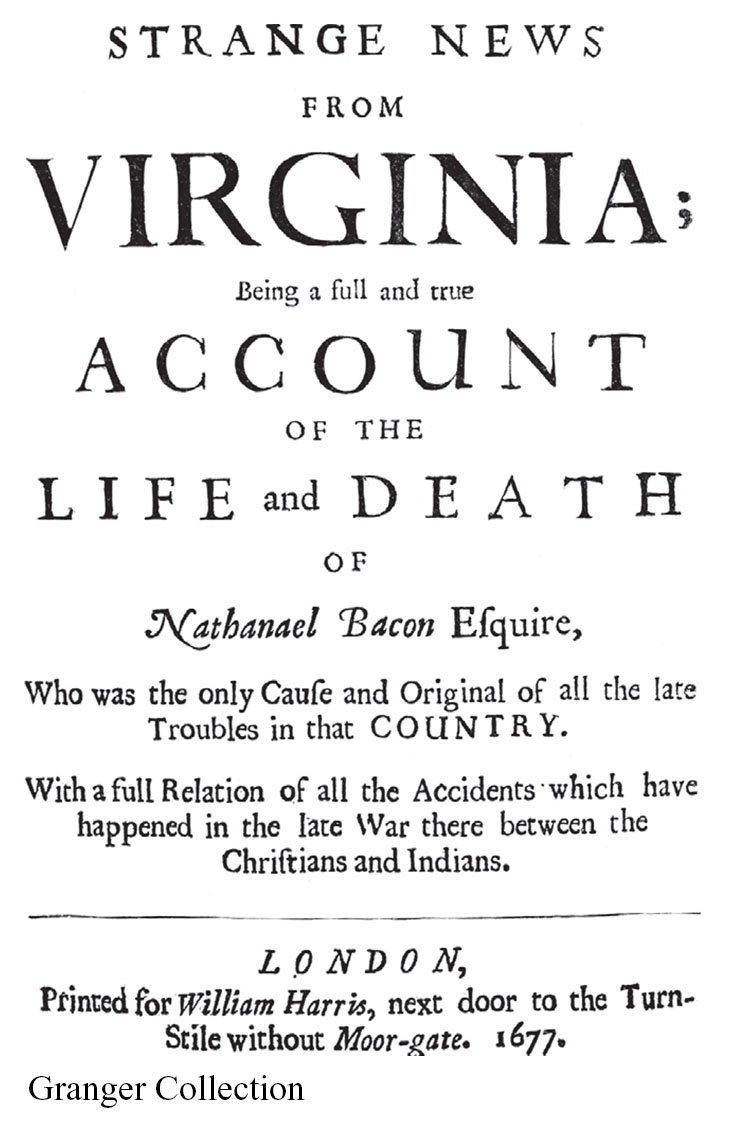 STRANGE NEWS
FROM
VIRGINIA;
Being a full and true
ACCOUNT
OF THE
LIFE and DEATH
OF
Nathanael Bacon Eſquire,
Who was the only Cauſe and Original of all the late
Troubles in that COUNTRY.
With a full Relation of all the Accidents which have
happened in the late War there between the
Chriſtians and Indians.
LONDON,
Printed for William Harris, next door to the Turn-
Stile without Moor-gate. 1677.
Granger Collection